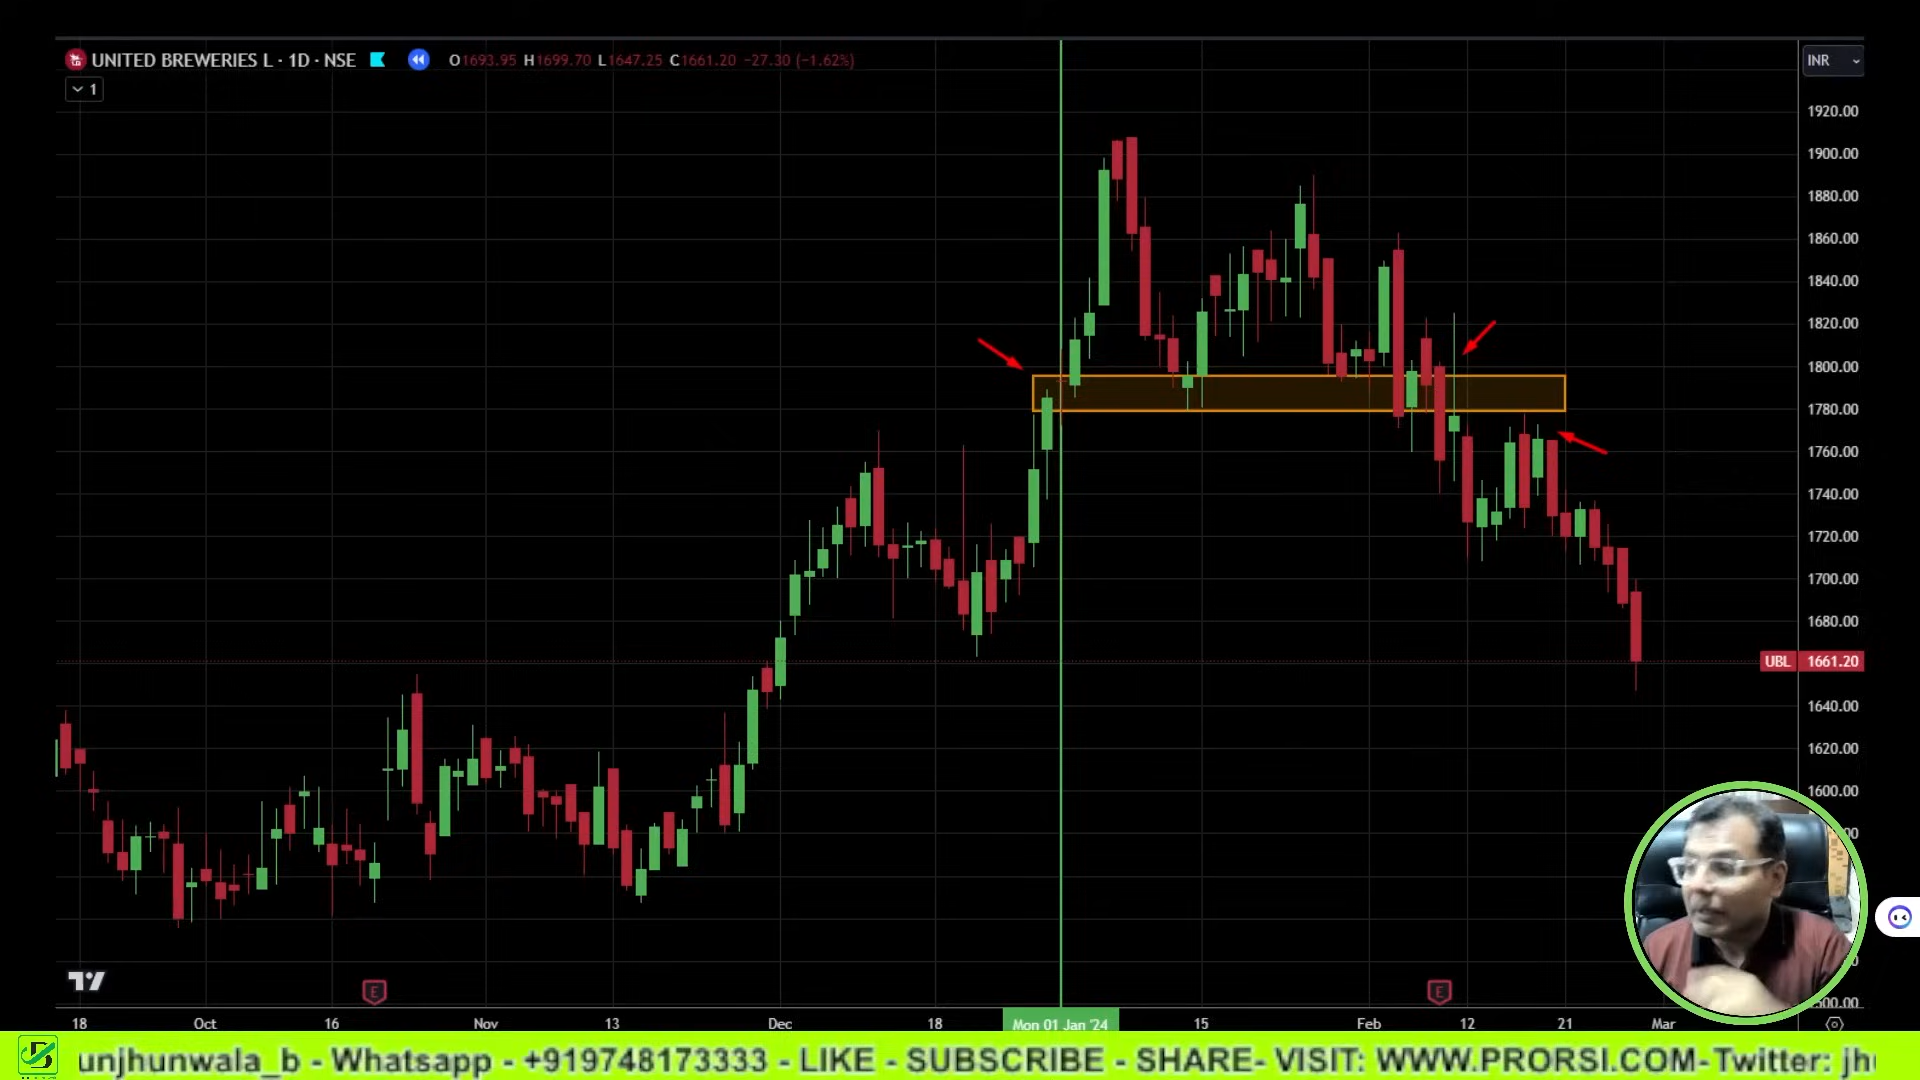 UNITED BREWERIES L · 1D · NSE O1693.95 H1699.70 L1647.25 C1661.20 −27.30 (−1.62%)
INR
1
1920.00
1900.00
1880.00
1860.00
1840.00
1820.00
1800.00
1780.00
1760.00
1740.00
1720.00
1700.00
1680.00
UBL 1661.20
1640.00
1620.00
1600.00
E E
18 Oct 16 Nov 13 Dec 18 Mon 01 Jan '24 15 Feb 12 21 Mar
unjhunwala_b - Whatsapp - +919748173333 - LIKE - SUBSCRIBE - SHARE- VISIT: WWW.PRORSI.COM-Twitter: jh